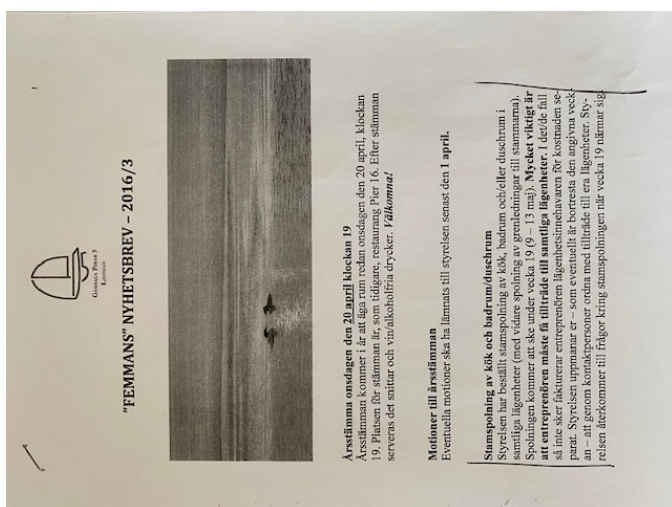 GÅSHAGA PIRAR 5
LIDINGÖ
"FEMMANS" NYHETSBREV – 2016/3
Årsstämma onsdagen den 20 april klockan 19
Årsstämman kommer i år att äga rum redan onsdagen den 20 april, klockan
19. Platsen för stämman är, som tidigare, restaurang Pier 16. Efter stämman
serveras det snittar och vin/alkoholfria drycker. Välkomna!
Motioner till årsstämman
Eventuella motioner ska ha lämnats till styrelsen senast den 1 april.
Stamspolning av kök och badrum/duschrum
Styrelsen har beställt stamspolning av kök, badrum och/eller duschrum i
samtliga lägenheter (med vidare spolning av grenledningar till stammarna).
Spolningen kommer att ske under vecka 19 (9 – 13 maj). Mycket viktigt är
att entreprenören måste få tillträde till samtliga lägenheter. I det/de fall
så inte sker fakturerar entreprenören lägenhetsinnehavaren för kostnaden se-
parat. Styrelsen uppmanar er – som eventuellt är bortresta den angivna veck-
an – att genom kontaktpersoner ordna med tillträde till era lägenheter. Sty-
relsen återkommer till frågor kring stamspolningen när vecka 19 närmar sig.